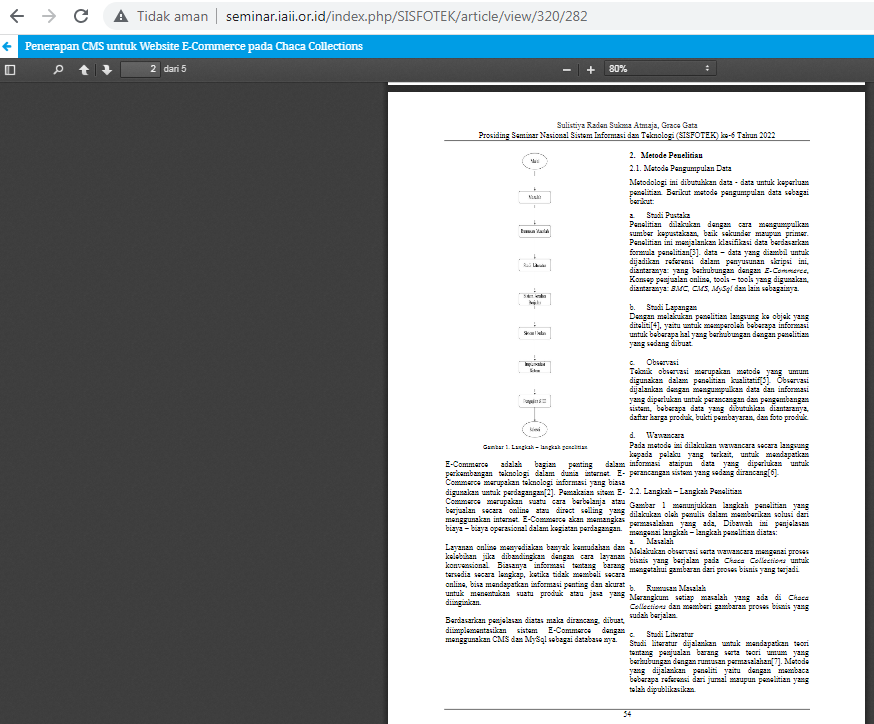 Tidak aman
seminar.iaii.or.id/index.php/SISFOTEK/article/view/320/282
Penerapan CMS untuk Website E-Commerce pada Chaca Collections
2 dari 5
80%
Sulistiya Raden Sukma Atmaja, Grace Gata
Prosiding Seminar Nasional Sistem Informasi dan Teknologi (SISFOTEK) ke-6 Tahun 2022
Mulai
Masalah
Rumusan Masalah
Studi Literatur
Selesai
Gambar 1. Langkah – langkah penelitian
E-Commerce adalah bagian penting dalam
perkembangan teknologi dalam dunia internet. E-
Commerce merupakan teknologi informasi yang biasa
digunakan untuk perdagangan[2]. Pemakaian sitem E-
Commerce merupakan suatu cara berbelanja atau
berjualan secara online atau direct selling yang
menggunakan internet. E-Commerce akan memangkas
biaya – biaya operasional dalam kegiatan perdagangan.
Layanan online menyediakan banyak kemudahan dan
kelebihan jika dibandingkan dengan cara layanan
konvensional. Biasanya informasi tentang barang
tersedia secara lengkap, ketika tidak membeli secara
online, bisa mendapatkan informasi penting dan akurat
untuk menentukan suatu produk atau jasa yang
diinginkan.
Berdasarkan penjelasan diatas maka dirancang, dibuat,
diimplementasikan sistem E-Commerce dengan
menggunakan CMS dan MySql sebagai database nya.
2. Metode Penelitian
2.1. Metode Pengumpulan Data
Metodologi ini dibutuhkan data - data untuk keperluan
penelitian. Berikut metode pengumpulan data sebagai
berikut:
a. Studi Pustaka
Penelitian dilakukan dengan cara mengumpulkan
sumber kepustakaan, baik sekunder maupun primer.
Penelitian ini menjalankan klasifikasi data berdasarkan
formula penelitian[3]. data – data yang diambil untuk
dijadikan referensi dalam penyusunan skripsi ini,
diantaranya: yang berhubungan dengan E-Commerce,
Konsep penjualan online, tools – tools yang digunakan,
diantaranya: BMC, CMS, MySql dan lain sebagainya.
b. Studi Lapangan
Dengan melakukan penelitian langsung ke objek yang
diteliti[4], yaitu untuk memperoleh beberapa informasi
untuk beberapa hal yang berhubungan dengan penelitian
yang sedang dibuat.
c. Observasi
Teknik observasi merupakan metode yang umum
digunakan dalam penelitian kualitatif[5]. Observasi
dijalankan dengan mengumpulkan data dan informasi
yang diperlukan untuk perancangan dan pengembangan
sistem, beberapa data yang dibutuhkan diantaranya,
daftar harga produk, bukti pembayaran, dan foto produk.
d. Wawancara
Pada metode ini dilakukan wawancara secara langsung
kepada pelaku yang terkait, untuk mendapatkan
informasi ataipun data yang diperlukan untuk
perancangan sistem yang sedang dirancang[6].
2.2. Langkah – Langkah Penelitian
Gambar 1 menunjukkan langkah penelitian yang
dilakukan oleh penulis dalam memberikan solusi dari
permasalahan yang ada, Dibawah ini penjelasan
mengenai langkah – langkah penelitian diatas:
a. Masalah
Melakukan observasi serta wawancara mengenai proses
bisnis yang berjalan pada Chaca Collections untuk
mengetahui gambaran dari proses bisnis yang terjadi.
b. Rumusan Masalah
Merangkum setiap masalah yang ada di Chaca
Collections dan memberi gambaran proses bisnis yang
sudah berjalan.
c. Studi Literatur
Studi literatur dijalankan untuk mendapatkan teori
tentang penjualan barang serta teori umum yang
berhubungan dengan rumusan permasalahan[7]. Metode
yang dijalankan peneliti yaitu dengan membaca
beberapa referensi dari jurnal maupun penelitian yang
telah dipublikasikan.
54